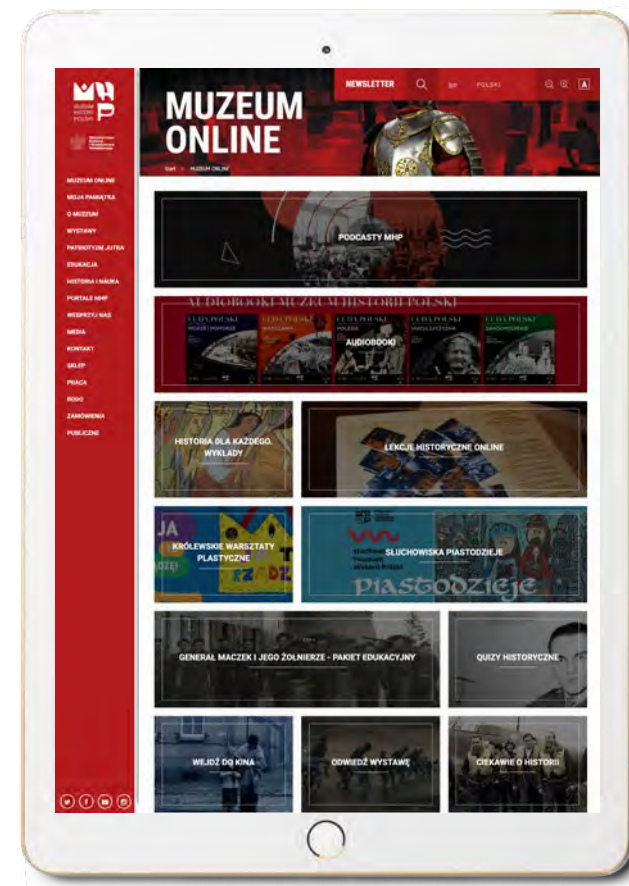 MUZEUM
HISTORII
POLSKI
NEWSLETTER
POLSKI
A
MUZEUM
ONLINE
Start
MUZEUM ONLINE
MUZEUM ONLINE
MOJA PAMIĄTKA
O MUZEUM
WYSTAWY
PATRIOTYZM JUTRA
EDUKACJA
HISTORIA I NAUKA
PORTALE MHP
WESPRZYJ NAS
MEDIA
KONTAKT
SKLEP
PRACA
RODO
ZAMÓWIENIA
PUBLICZNE
PODCASTY MHP
AUDIOBOOKI MUZEUM HISTORII POLSKI
AUDIOBOOKI
HISTORIA DLA KAŻDEGO.
WYKŁADY
LEKCJE HISTORYCZNE ONLINE
KRÓLEWSKIE WARSZTATY
PLASTYCZNE
SŁUCHOWISKA PIASTODZIEJE
PIASTODZIEJE
GENERAŁ MACZEK I JEGO ŻOŁNIERZE - PAKIET EDUKACYJNY
QUIZY HISTORYCZNE
WEJDŹ DO KINA
ODWIEDŹ WYSTAWĘ
CIEKAWIE O HISTORII